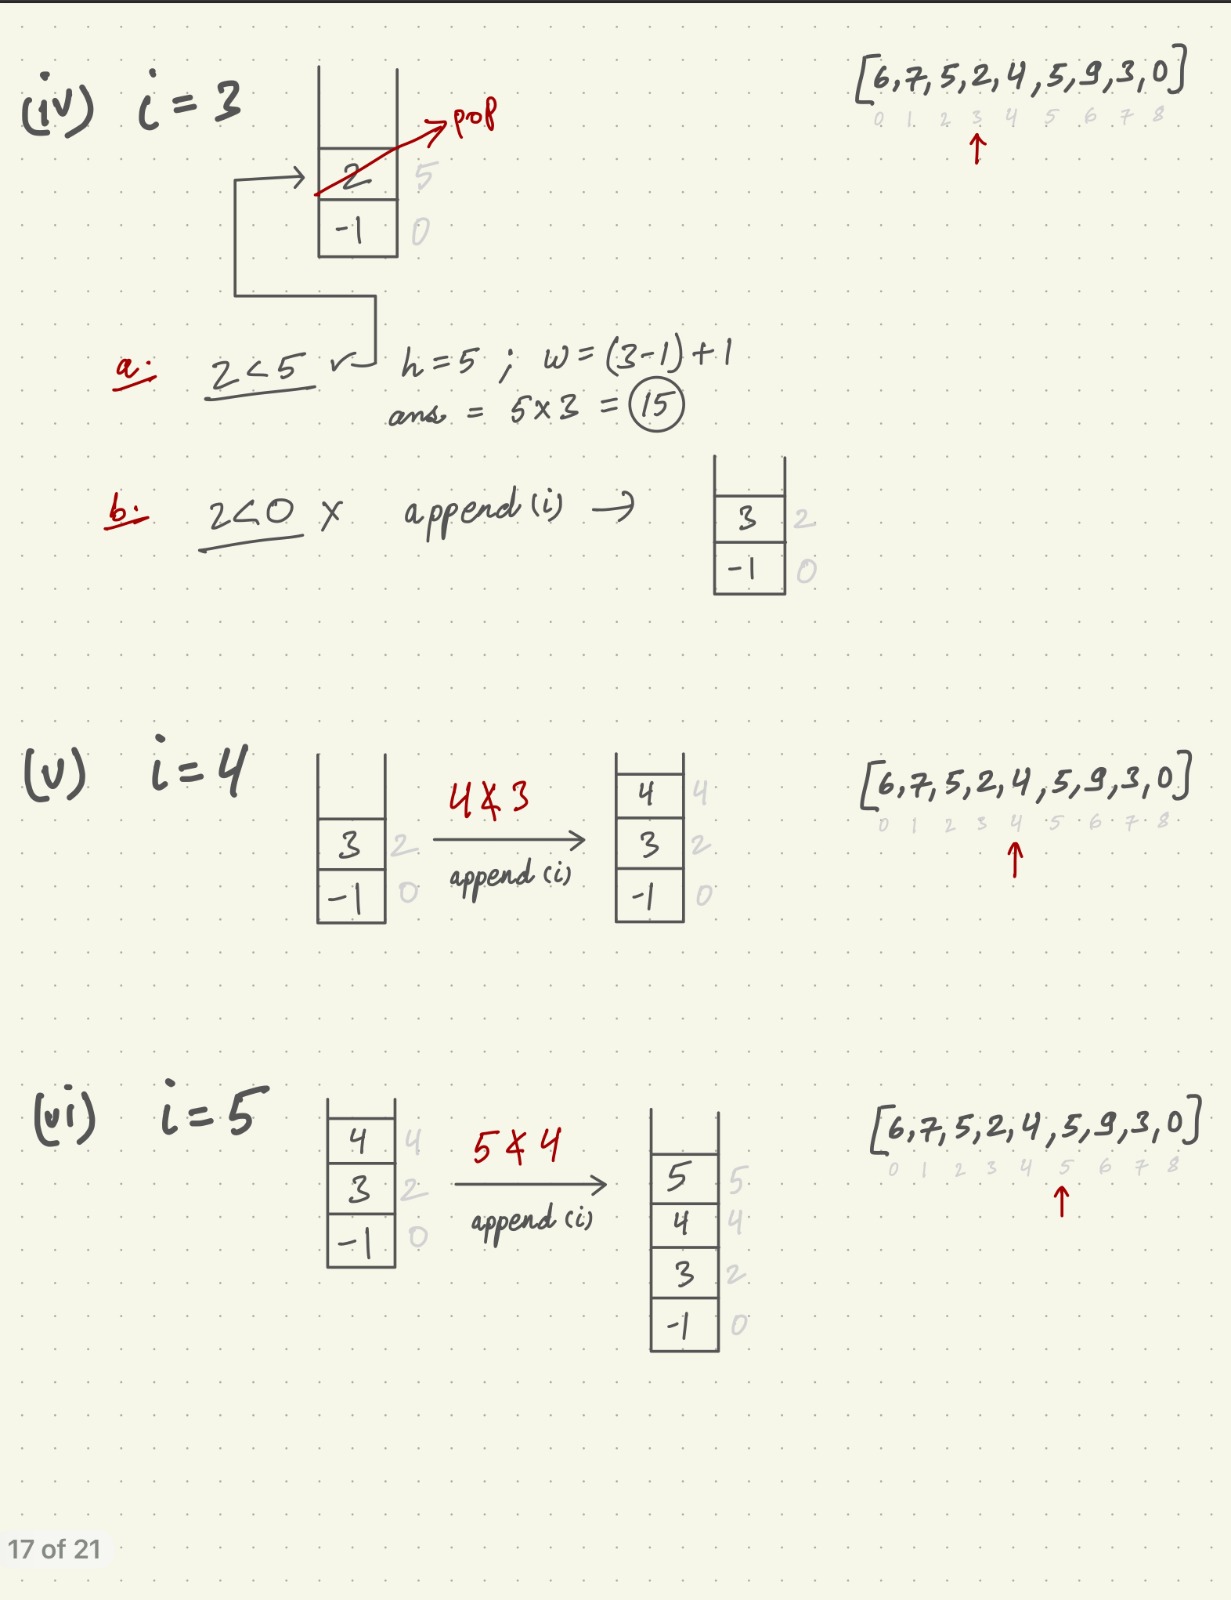 (iv) i = 3
[6,7,5,2,4,5,9,3,0]
0 1 2 3 4 5 6 7 8
pop
2 5
-1 0
a. 2<5 ✓ h=5 ; w=(3-1)+1
ans = 5×3 = 15
b. 2<0 × append(i) →
3 2
-1 0
(v) i=4
[6,7,5,2,4,5,9,3,0]
0 1 2 3 4 5 6 7 8
3 2
-1 0
4≮3
append(i)
4 4
3 2
-1 0
(vi) i=5
[6,7,5,2,4,5,9,3,0]
0 1 2 3 4 5 6 7 8
4 4
3 2
-1 0
5≮4
append(i)
5 5
4 4
3 2
-1 0
17 of 21